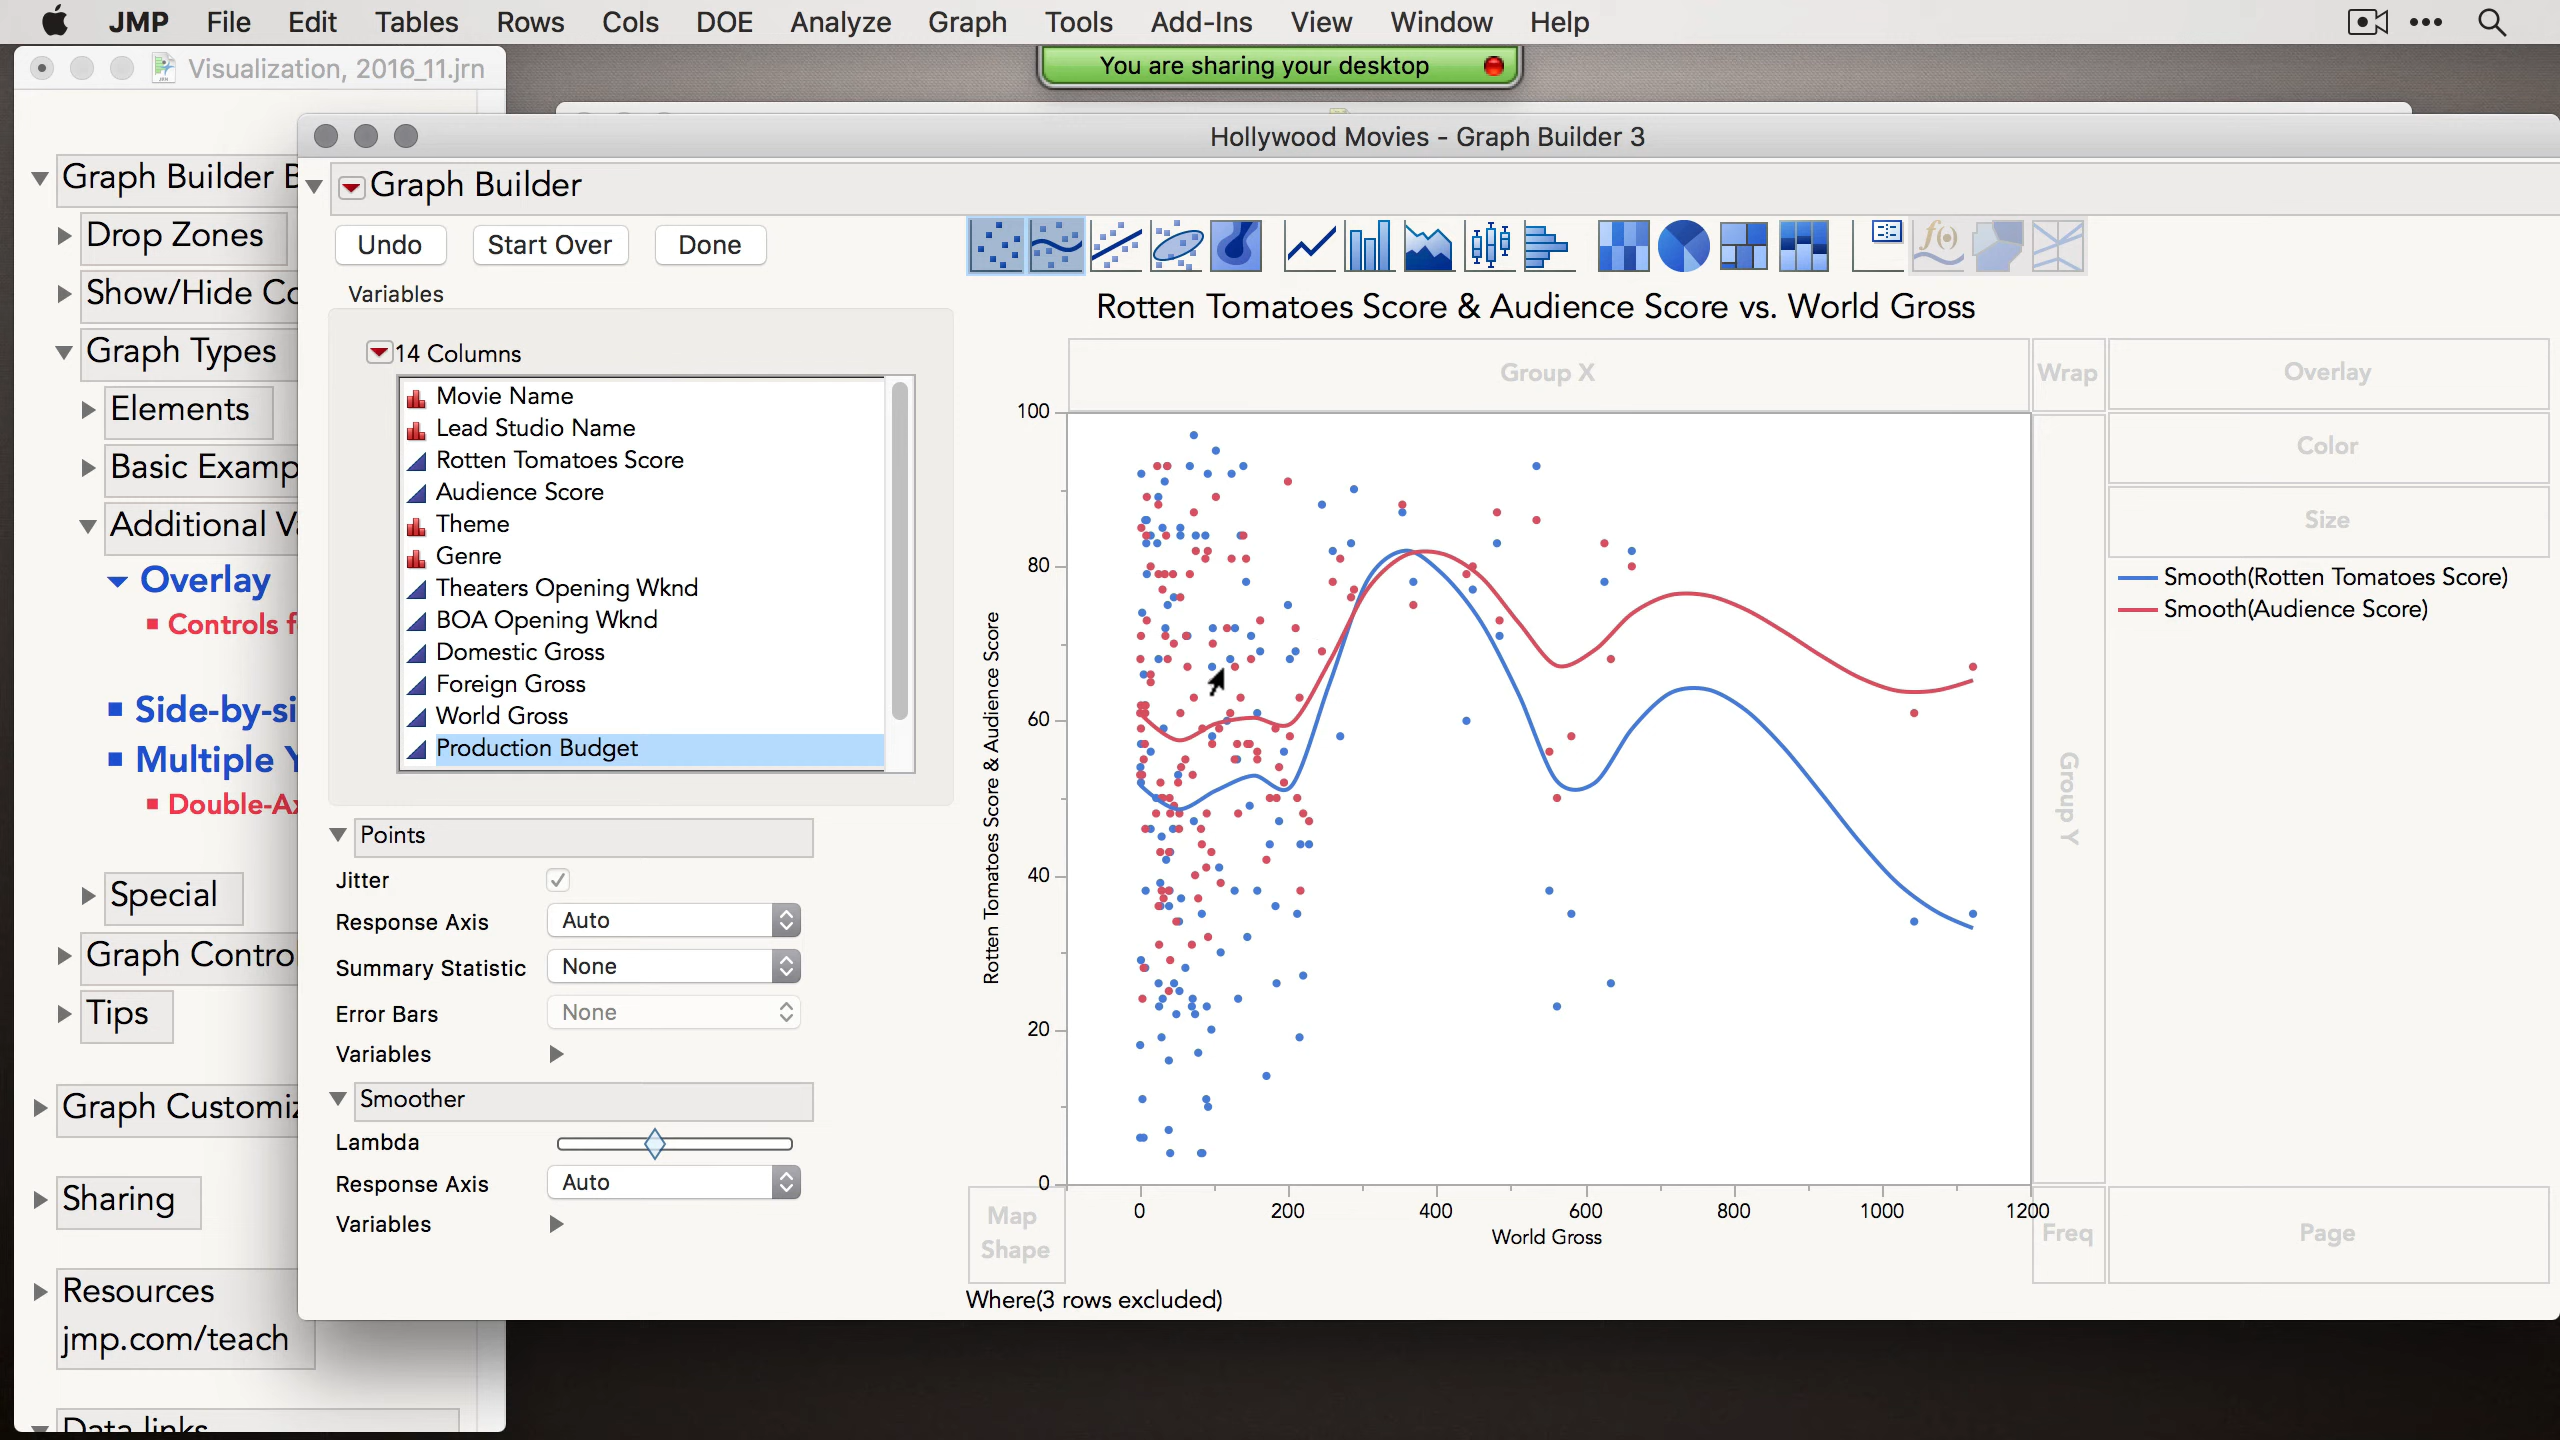 JMP File Edit Tables Rows Cols DOE Analyze Graph Tools Add-Ins View Window Help
You are sharing your desktop
Visualization, 2016_11.jrn
Hollywood Movies - Graph Builder 3
Graph Builder B
Drop Zones
Show/Hide Co
Graph Types
Elements
Basic Examp
Additional Va
Overlay
Controls f
Side-by-si
Multiple Y
Double-Ax
Special
Graph Contro
Tips
Graph Customiz
Sharing
Resources
jmp.com/teach
Data links
Graph Builder
Undo Start Over Done
Variables
14 Columns
Movie Name
Lead Studio Name
Rotten Tomatoes Score
Audience Score
Theme
Genre
Theaters Opening Wknd
BOA Opening Wknd
Domestic Gross
Foreign Gross
World Gross
Production Budget
Points
Jitter
Response Axis Auto
Summary Statistic None
Error Bars None
Variables
Smoother
Lambda
Response Axis Auto
Variables
Rotten Tomatoes Score & Audience Score vs. World Gross
Group X
Wrap
Overlay
Color
Size
Smooth(Rotten Tomatoes Score)
Smooth(Audience Score)
Group Y
Rotten Tomatoes Score & Audience Score
100
80
60
40
20
0
0 200 400 600 800 1000 1200
World Gross
Map
Shape
Freq
Page
Where(3 rows excluded)